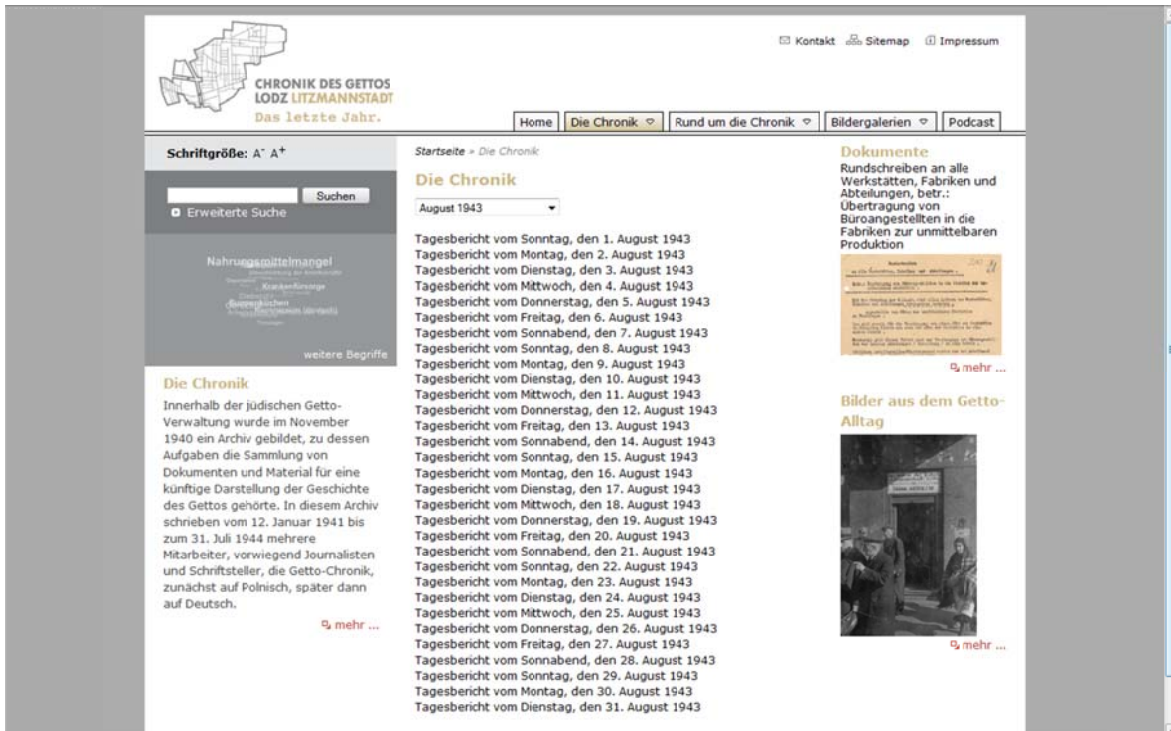 CHRONIK DES GETTOS
LODZ LITZMANNSTADT
Das letzte Jahr.
Kontakt Sitemap Impressum
Home Die Chronik Rund um die Chronik Bildergalerien Podcast
Schriftgröße: A- A+
Suchen
Erweiterte Suche
Nahrungsmittelmangel
Krankenfürsorge
weitere Begriffe
Die Chronik
Innerhalb der jüdischen Getto-
Verwaltung wurde im November
1940 ein Archiv gebildet, zu dessen
Aufgaben die Sammlung von
Dokumenten und Material für eine
künftige Darstellung der Geschichte
des Gettos gehörte. In diesem Archiv
schrieben vom 12. Januar 1941 bis
zum 31. Juli 1944 mehrere
Mitarbeiter, vorwiegend Journalisten
und Schriftsteller, die Getto-Chronik,
zunächst auf Polnisch, später dann
auf Deutsch.
mehr ...
Startseite » Die Chronik
Die Chronik
August 1943
Tagesbericht vom Sonntag, den 1. August 1943
Tagesbericht vom Montag, den 2. August 1943
Tagesbericht vom Dienstag, den 3. August 1943
Tagesbericht vom Mittwoch, den 4. August 1943
Tagesbericht vom Donnerstag, den 5. August 1943
Tagesbericht vom Freitag, den 6. August 1943
Tagesbericht vom Sonnabend, den 7. August 1943
Tagesbericht vom Sonntag, den 8. August 1943
Tagesbericht vom Montag, den 9. August 1943
Tagesbericht vom Dienstag, den 10. August 1943
Tagesbericht vom Mittwoch, den 11. August 1943
Tagesbericht vom Donnerstag, den 12. August 1943
Tagesbericht vom Freitag, den 13. August 1943
Tagesbericht vom Sonnabend, den 14. August 1943
Tagesbericht vom Sonntag, den 15. August 1943
Tagesbericht vom Montag, den 16. August 1943
Tagesbericht vom Dienstag, den 17. August 1943
Tagesbericht vom Mittwoch, den 18. August 1943
Tagesbericht vom Donnerstag, den 19. August 1943
Tagesbericht vom Freitag, den 20. August 1943
Tagesbericht vom Sonnabend, den 21. August 1943
Tagesbericht vom Sonntag, den 22. August 1943
Tagesbericht vom Montag, den 23. August 1943
Tagesbericht vom Dienstag, den 24. August 1943
Tagesbericht vom Mittwoch, den 25. August 1943
Tagesbericht vom Donnerstag, den 26. August 1943
Tagesbericht vom Freitag, den 27. August 1943
Tagesbericht vom Sonnabend, den 28. August 1943
Tagesbericht vom Sonntag, den 29. August 1943
Tagesbericht vom Montag, den 30. August 1943
Tagesbericht vom Dienstag, den 31. August 1943
Dokumente
Rundschreiben an alle
Werkstätten, Fabriken und
Abteilungen, betr.:
Übertragung von
Büroangestellten in die
Fabriken zur unmittelbaren
Produktion
mehr ...
Bilder aus dem Getto-
Alltag
mehr ...